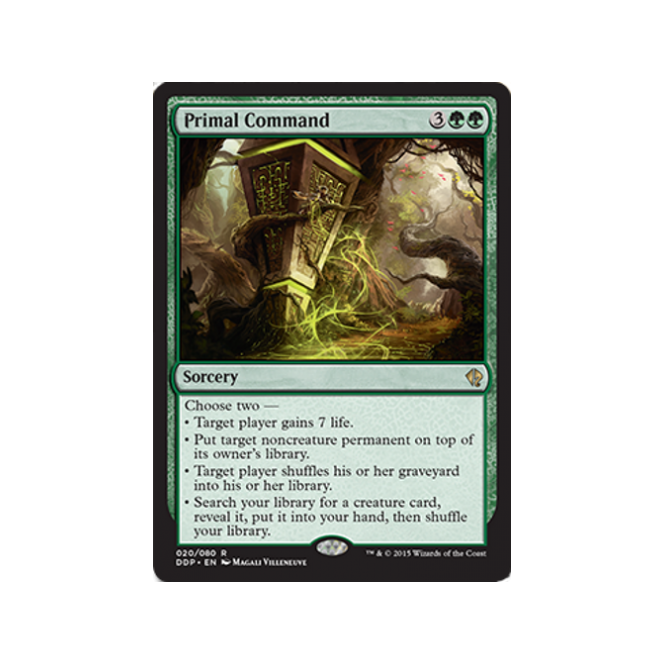 Primal Command 3
Sorcery
Choose two —
• Target player gains 7 life.
• Put target noncreature permanent on top of
its owner's library.
• Target player shuffles his or her graveyard
into his or her library.
• Search your library for a creature card,
reveal it, put it into your hand, then shuffle
your library.
020/080 R
DDP • EN Magali Villeneuve
™ & © 2015 Wizards of the Coast